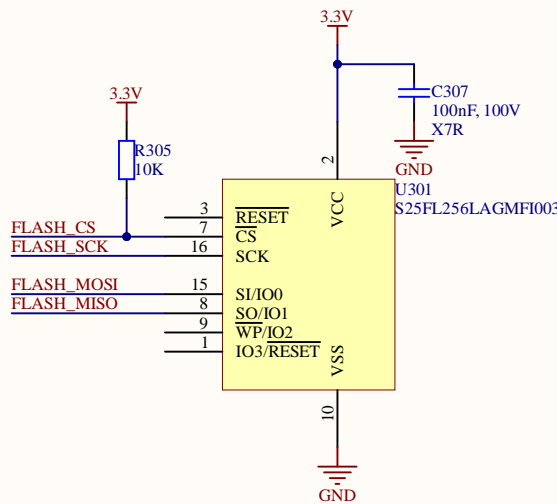 3.3V
C307
100nF, 100V
X7R
GND
3.3V
R305
10K
U301
S25FL256LAGMFI003
2
VCC
3
RESET
FLASH_CS
7
CS
FLASH_SCK
16
SCK
FLASH_MOSI
15
SI/IO0
FLASH_MISO
8
SO/IO1
9
WP/IO2
1
IO3/RESET
VSS
10
GND